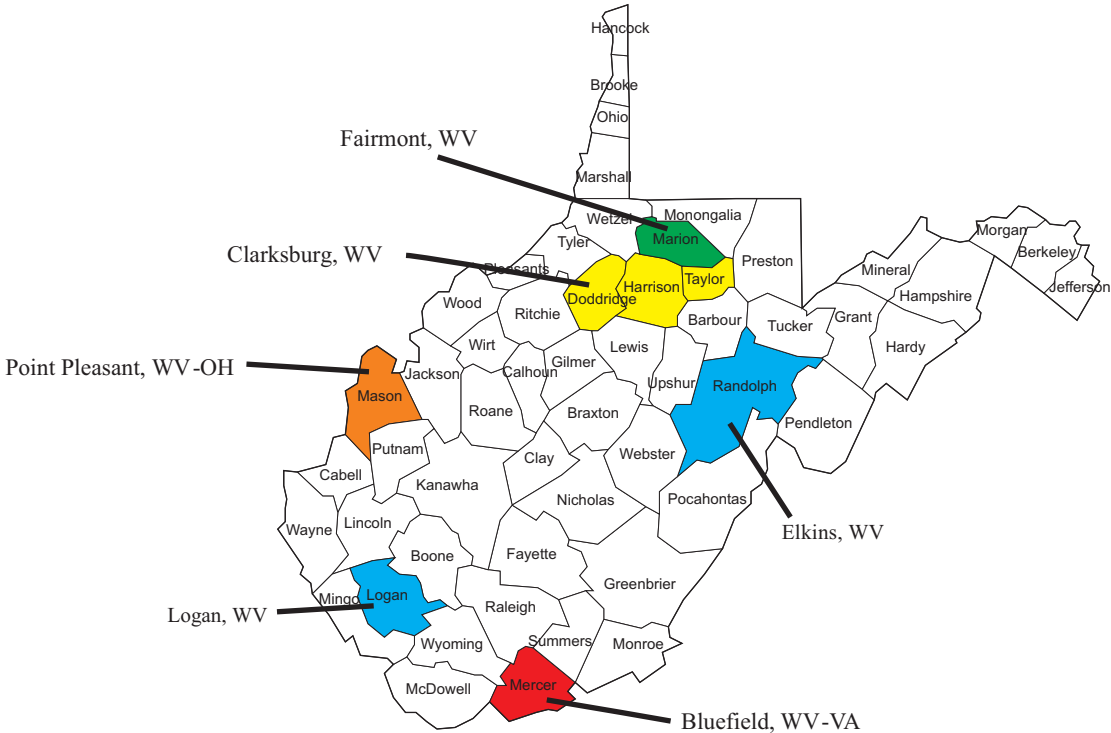 Hancock
Brooke
Ohio
Fairmont, WV
Marshall
Wetzel
Monongalia
Marion
Tyler
Clarksburg, WV
Pleasants
Preston
Taylor
Harrison
Doddridge
Wood
Ritchie
Barbour
Tucker
Morgan
Berkeley
Jefferson
Mineral
Hampshire
Grant
Hardy
Wirt
Lewis
Gilmer
Calhoun
Jackson
Point Pleasant, WV-OH
Upshur
Randolph
Mason
Roane
Braxton
Pendleton
Putnam
Clay
Webster
Cabell
Kanawha
Nicholas
Pocahontas
Wayne
Lincoln
Elkins, WV
Boone
Fayette
Greenbrier
Mingo
Logan
Raleigh
Logan, WV
Wyoming
Summers
Monroe
McDowell
Mercer
Bluefield, WV-VA